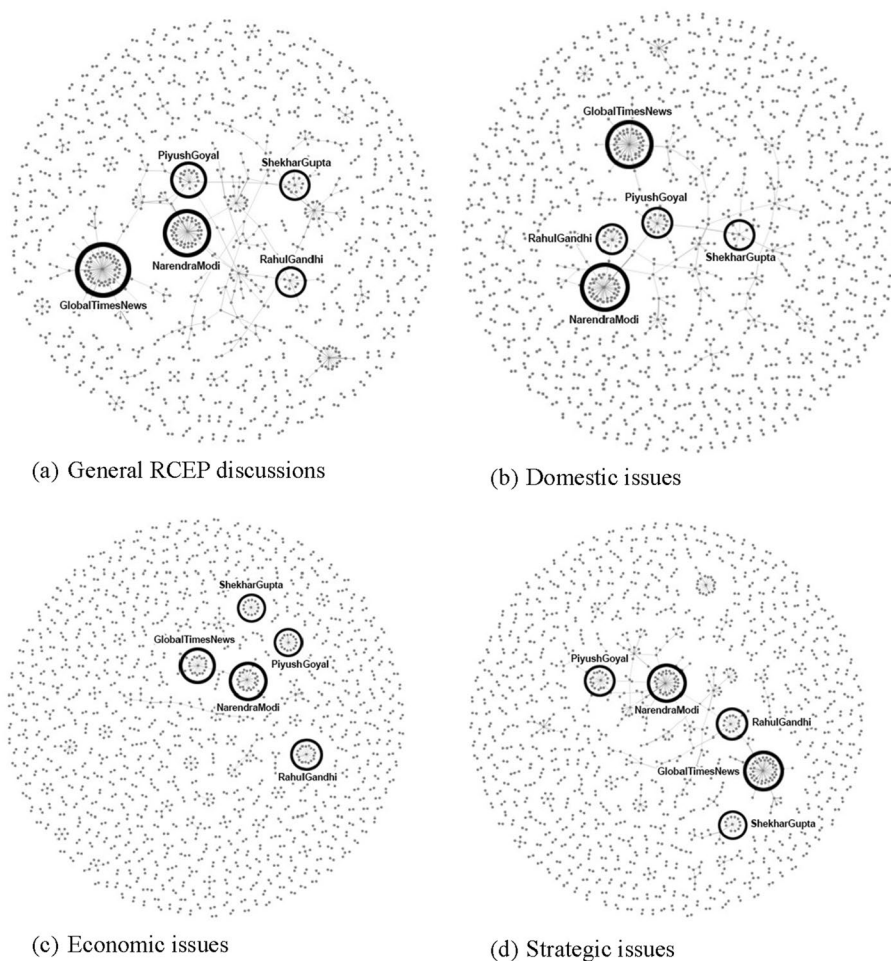 PiyushGoyal
ShekharGupta
NarendraModi
RahulGandhi
GlobalTimesNews
(a) General RCEP discussions
GlobalTimesNews
PiyushGoyal
RahulGandhi
ShekharGupta
NarendraModi
(b) Domestic issues
ShekharGupta
GlobalTimesNews
PiyushGoyal
NarendraModi
RahulGandhi
(c) Economic issues
PiyushGoyal
NarendraModi
RahulGandhi
GlobalTimesNews
ShekharGupta
(d) Strategic issues